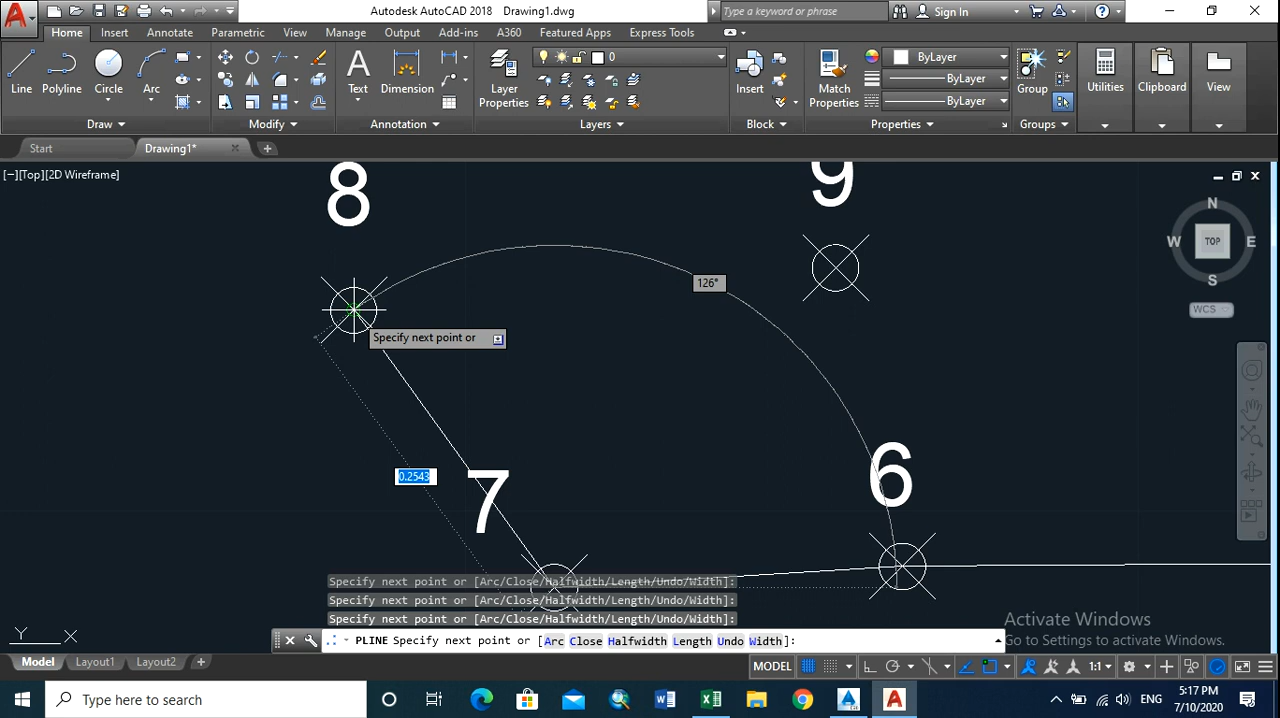 Autodesk AutoCAD 2018 Drawing1.dwg
Type a keyword or phrase
Sign In
Home Insert Annotate Parametric View Manage Output Add-ins A360 Featured Apps Express Tools
Line Polyline Circle Arc
Text Dimension
Layer Properties
0
Insert
Match Properties
ByLayer
ByLayer
ByLayer
Group
Utilities
Clipboard
View
Draw Modify Annotation Layers Block Properties Groups
Start Drawing1*
[−][Top][2D Wireframe]
8
9
N
W TOP E
S
WCS
126°
Specify next point or
0.2543
7
6
Specify next point or [Arc/Close/Halfwidth/Length/Undo/Width]:
Specify next point or [Arc/Close/Halfwidth/Length/Undo/Width]:
Specify next point or [Arc/Close/Halfwidth/Length/Undo/Width]:
PLINE Specify next point or [Arc Close Halfwidth Length Undo Width]:
Y X
Activate Windows
Go to Settings to activate Windows.
Model Layout1 Layout2
MODEL 1:1
Type here to search
ENG
5:17 PM
7/10/2020